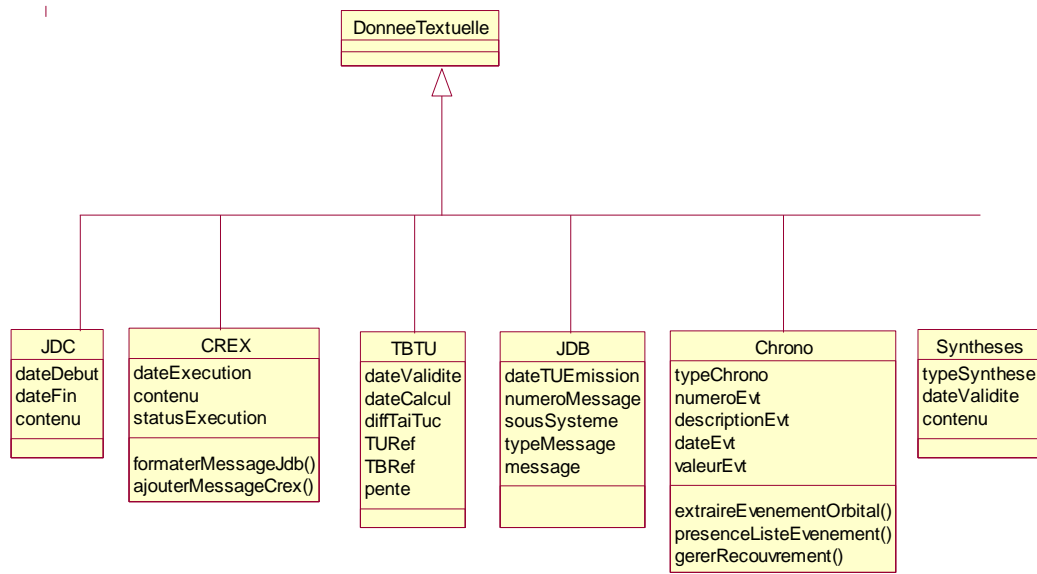 DonneeTextuelle
JDC
dateDebut
dateFin
contenu
CREX
dateExecution
contenu
statusExecution
formaterMessageJdb()
ajouterMessageCrex()
TBTU
dateValidite
dateCalcul
diffTaiTuc
TURef
TBRef
pente
JDB
dateTUEmission
numeroMessage
sousSysteme
typeMessage
message
Chrono
typeChrono
numeroEvt
descriptionEvt
dateEvt
valeurEvt
extraireEvenementOrbital()
presenceListeEvenement()
gererRecouvrement()
Syntheses
typeSynthese
dateValidite
contenu